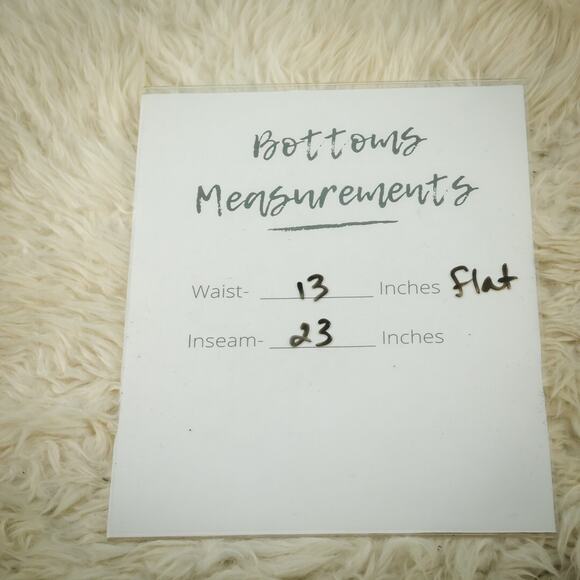 Bottoms
Measurements
Waist- 13 Inches flat
Inseam- 23 Inches